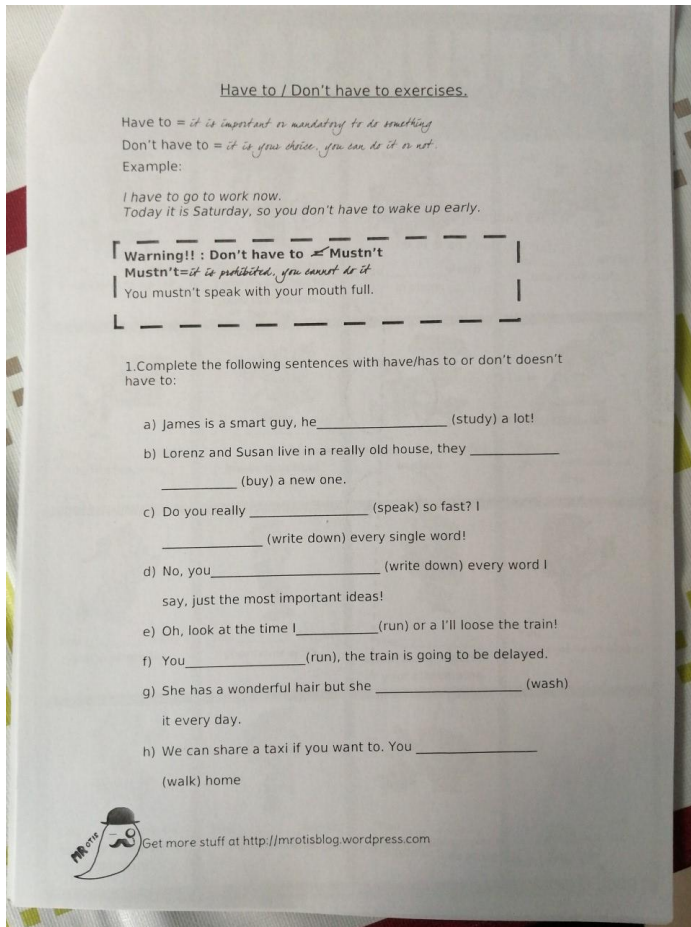 Have to / Don't have to exercises.
Have to = it is important or mandatory to do something
Don't have to = it is your choice, you can do it or not.
Example:
I have to go to work now.
Today it is Saturday, so you don't have to wake up early.
Warning!! : Don't have to ≠ Mustn't
Mustn't=it is prohibited, you cannot do it
You mustn't speak with your mouth full.
1.Complete the following sentences with have/has to or don't doesn't
have to:
a) James is a smart guy, he__________________ (study) a lot!
b) Lorenz and Susan live in a really old house, they ____________
__________ (buy) a new one.
c) Do you really ________________ (speak) so fast? I
______________ (write down) every single word!
d) No, you_______________________ (write down) every word I
say, just the most important ideas!
e) Oh, look at the time I___________(run) or a I'll loose the train!
f) You________________(run), the train is going to be delayed.
g) She has a wonderful hair but she ____________________ (wash)
it every day.
h) We can share a taxi if you want to. You ________________
(walk) home
MR OTIS
Get more stuff at http://mrotisblog.wordpress.com